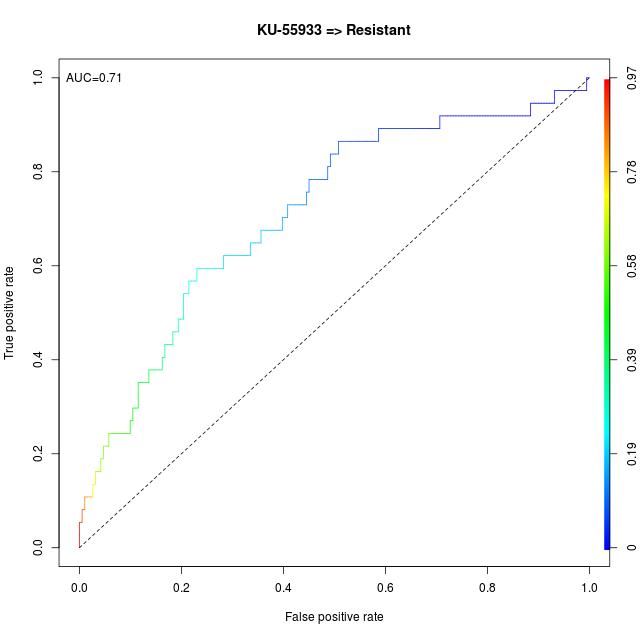 KU-55933 => Resistant
AUC=0.71
True positive rate
1.0
0.8
0.6
0.4
0.2
0.0
0.0 0.2 0.4 0.6 0.8 1.0
False positive rate
0.97
0.78
0.58
0.39
0.19
0